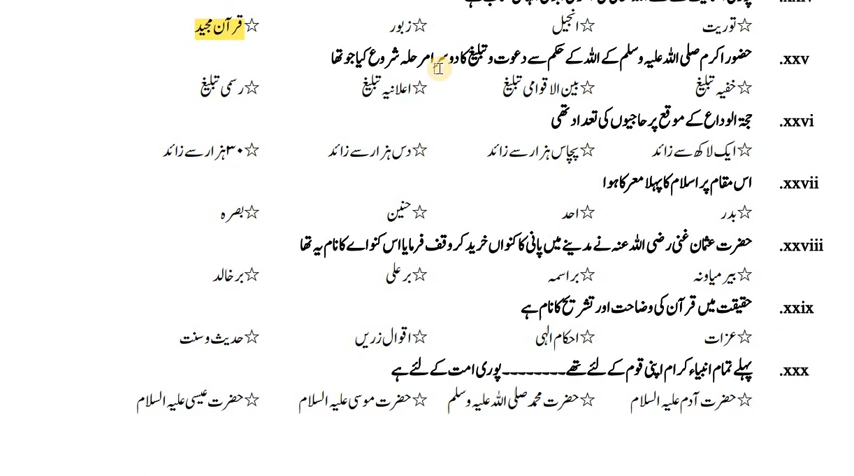 ☆توریت ☆انجیل ☆زبور ☆قرآن مجید
xxv. حضور اکرم صلی اللہ علیہ وسلم کے اللہ کے حکم سے دعوت و تبلیغ کا دوسرا مرحلہ شروع کیا جو تھا
☆خفیہ تبلیغ ☆بین الاقوامی تبلیغ ☆اعلانیہ تبلیغ ☆رسمی تبلیغ
xxvi. حجۃ الوداع کے موقع پر حاجیوں کی تعداد تھی
☆ایک لاکھ سے زائد ☆پچاس ہزار سے زائد ☆دس ہزار سے زائد ☆۳۰ ہزار سے زائد
xxvii. اس مقام پر اسلام کا پہلا معرکا ہوا
☆بدر ☆احد ☆حنین ☆بصرہ
xxviii. حضرت عثمان غنی رضی اللہ عنہ نے مدینے میں پانی کا کنواں خرید کر وقف فرمایا اس کنواے کا نام یہ تھا
☆بیر میاونہ ☆براسمہ ☆بر علی ☆بر خالد
xxix. حقیقت میں قرآن کی وضاحت اور تشریح کا نام ہے
☆عزات ☆احکام الہی ☆اقوال زریں ☆حدیث و سنت
xxx. پہلے تمام انبیاء کرام اپنی قوم کے لئے تھے۔۔۔۔۔۔۔۔پوری امت کے لئے ہے
☆حضرت آدم علیہ السلام ☆حضرت محمد صلی اللہ علیہ وسلم ☆حضرت موسی علیہ السلام ☆حضرت عیسی علیہ السلام